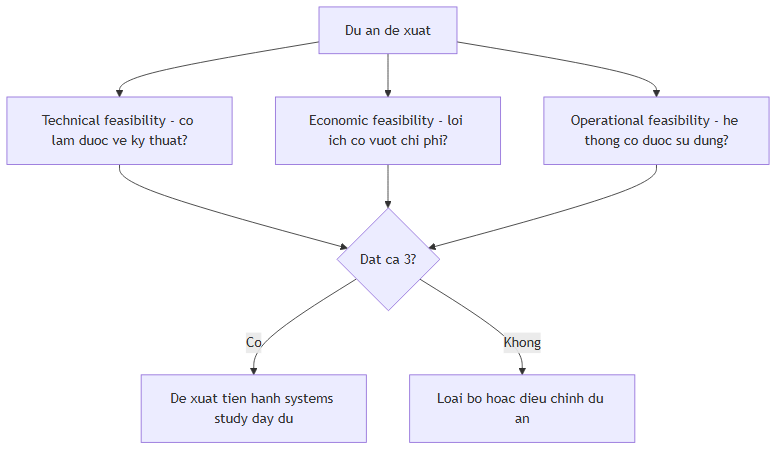 Du an de xuat
Technical feasibility - co
lam duoc ve ky thuat?
Economic feasibility - loi
ich co vuot chi phi?
Operational feasibility - he
thong co duoc su dung?
Dat ca 3?
Co
Khong
De xuat tien hanh systems
study day du
Loai bo hoac dieu chinh du
an